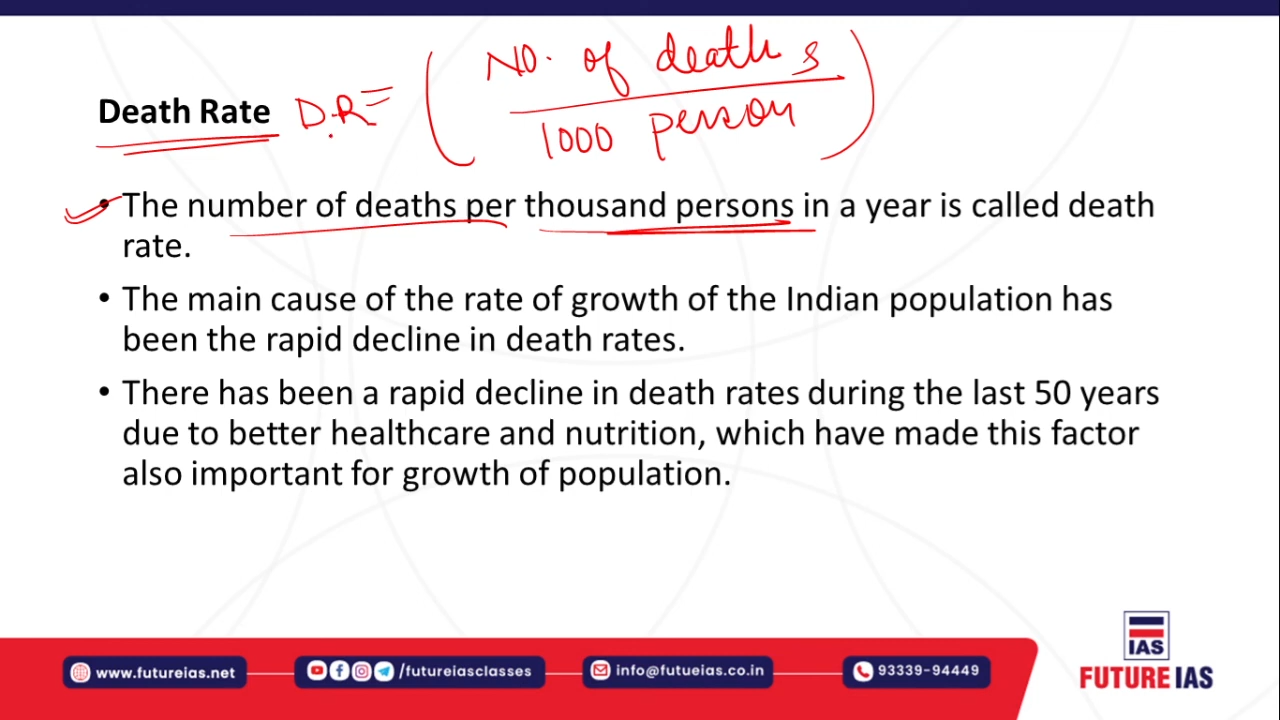 No. of deaths
Death Rate D.R =
1000 person
• The number of deaths per thousand persons in a year is called death
rate.
• The main cause of the rate of growth of the Indian population has
been the rapid decline in death rates.
• There has been a rapid decline in death rates during the last 50 years
due to better healthcare and nutrition, which have made this factor
also important for growth of population.
IAS
FUTURE IAS
www.futureias.net
/futureiasclasses
info@futueias.co.in
93339-94449